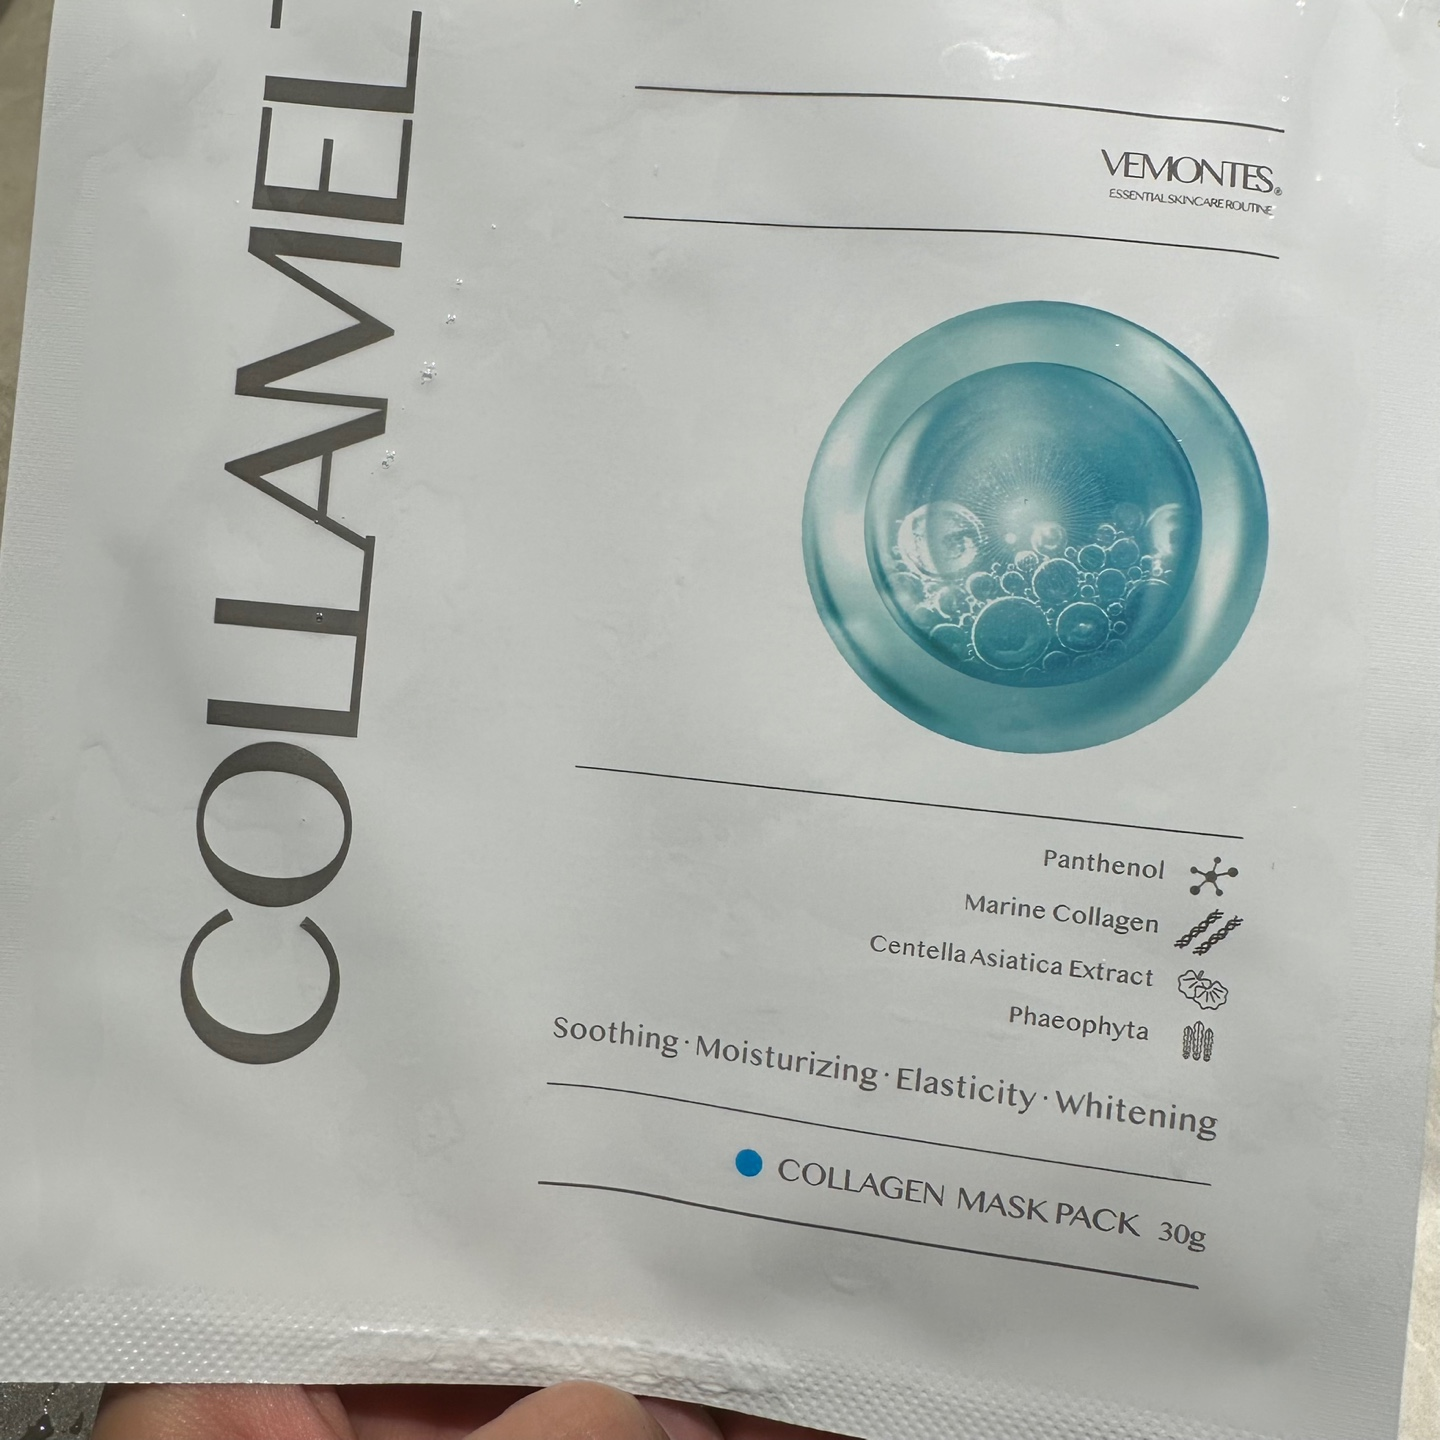 COLLAMEL
VEMONTES®
ESSENTIAL SKINCARE ROUTINE
Panthenol
Marine Collagen
Centella Asiatica Extract
Phaeophyta
Soothing · Moisturizing · Elasticity · Whitening
COLLAGEN MASK PACK 30g